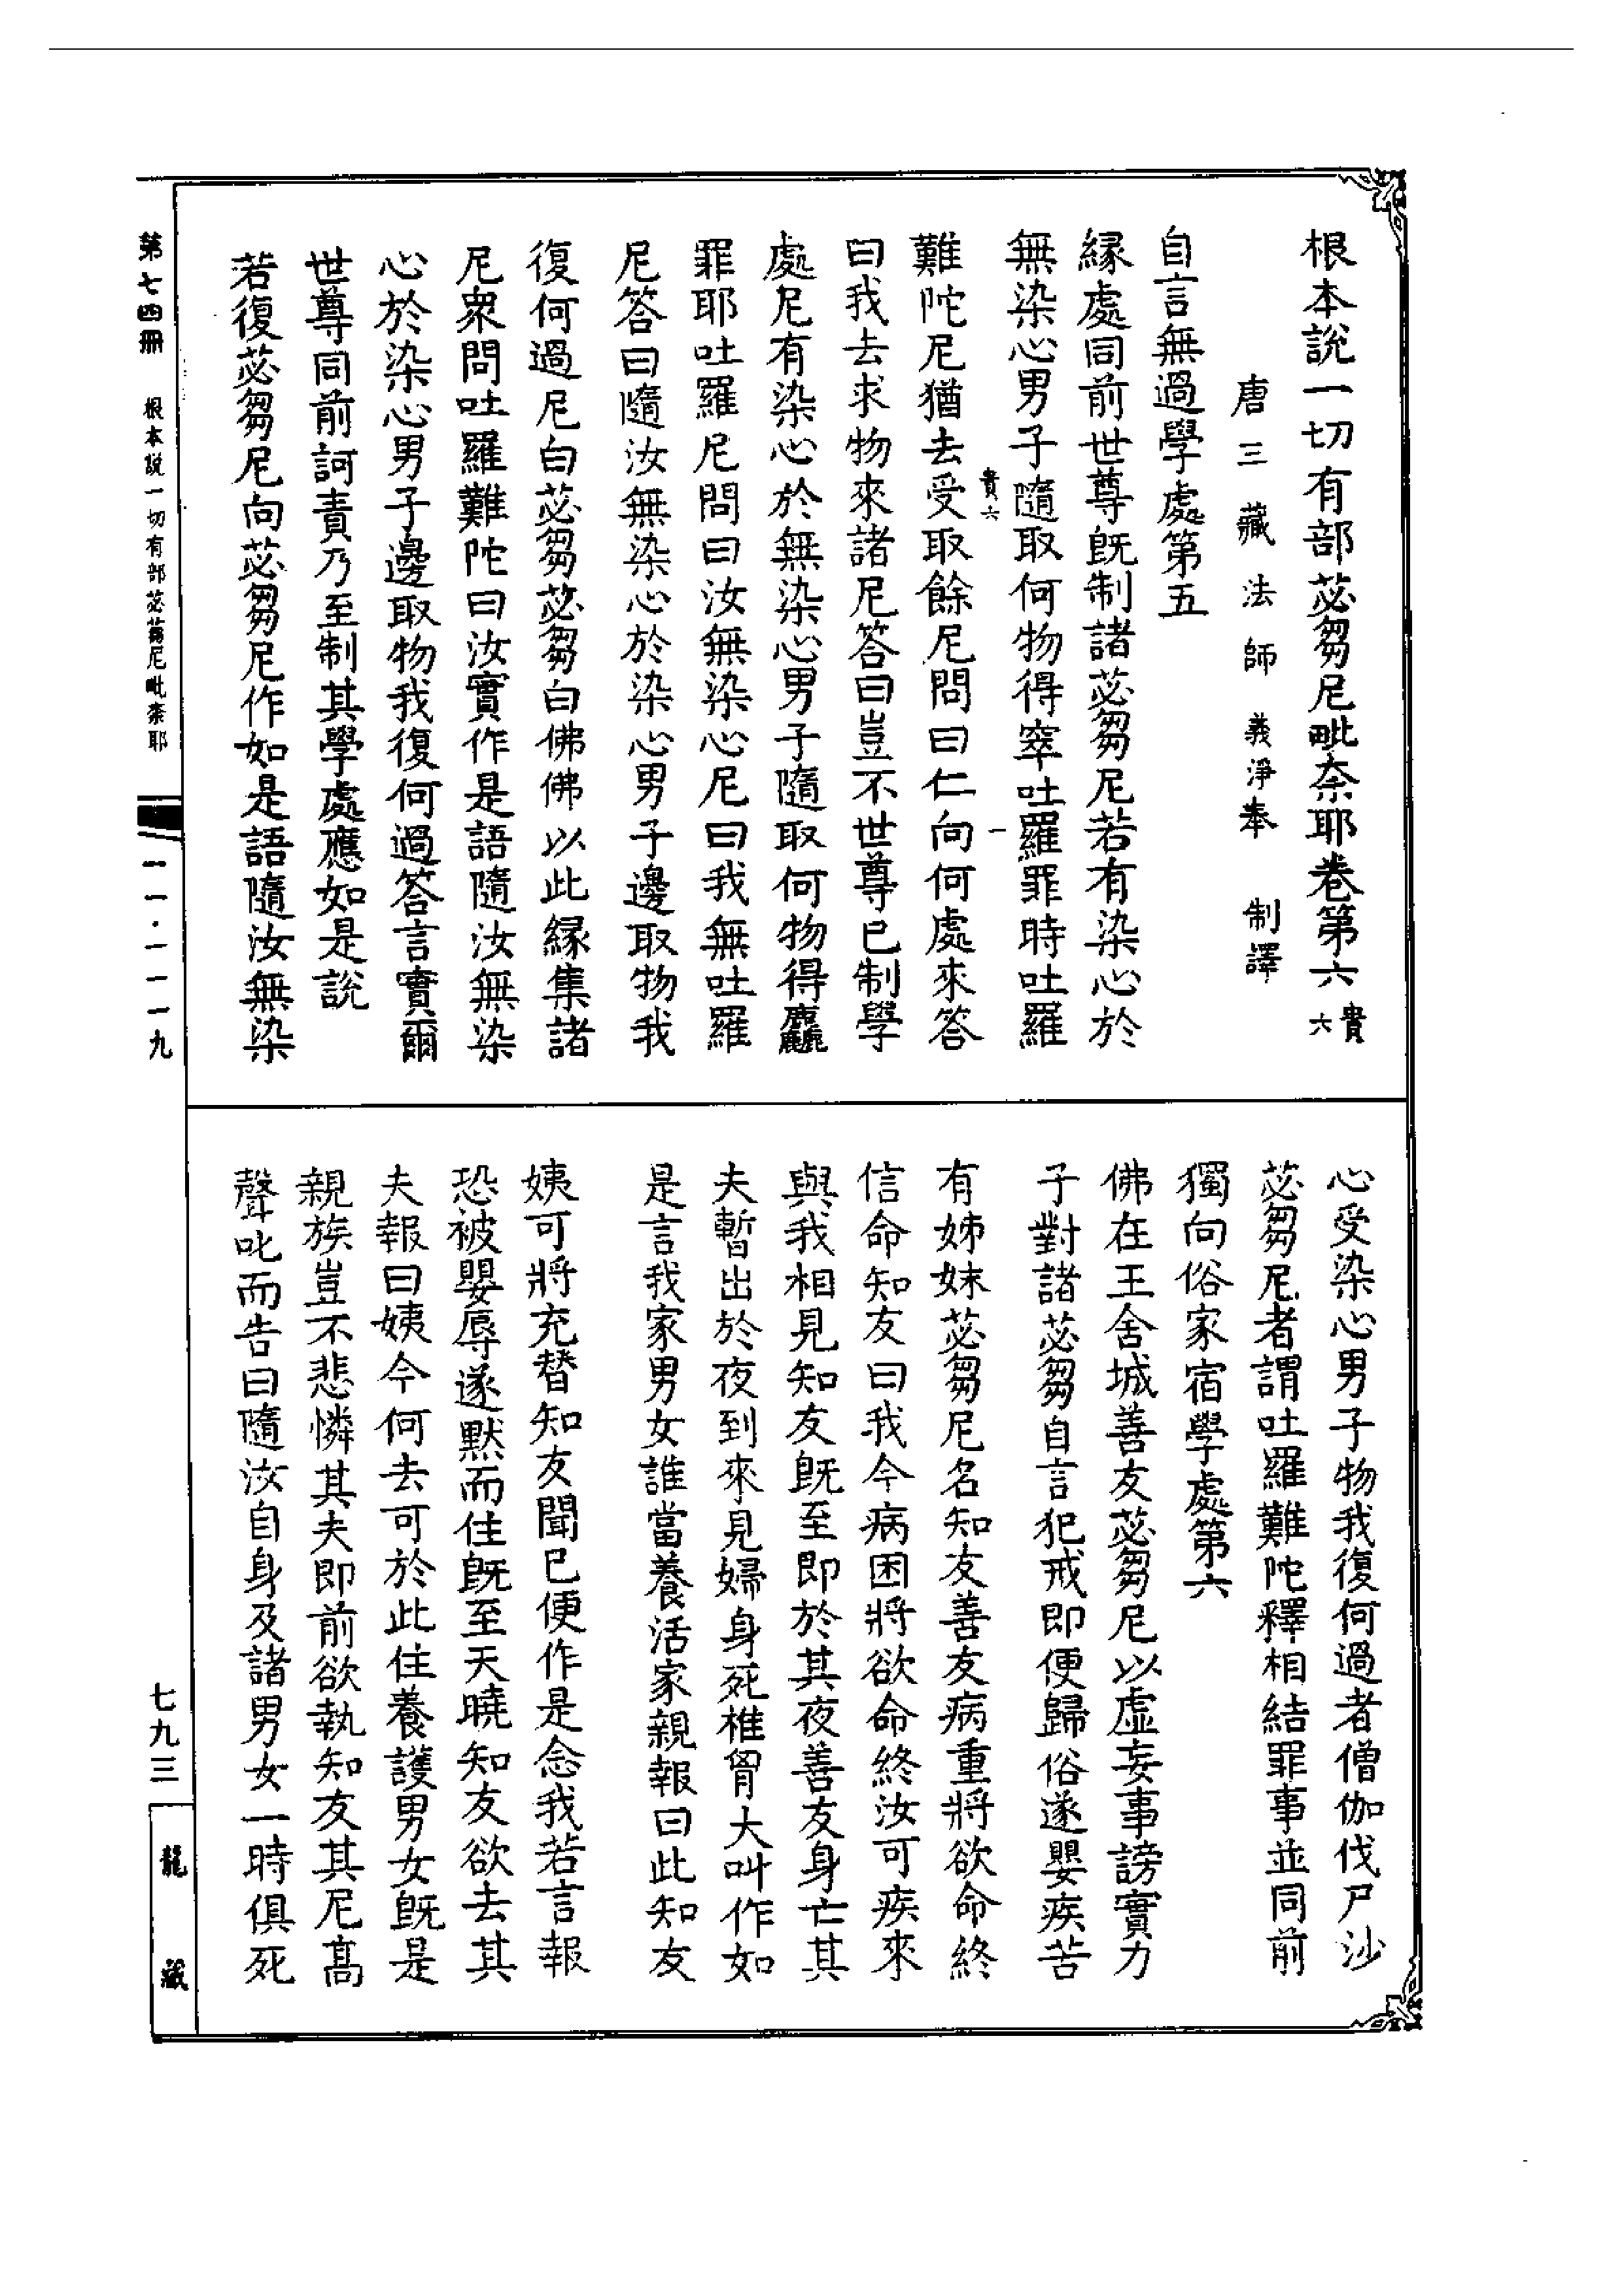 根本說一切有部苾芻尼毗奈耶卷第六 貴六
唐三藏法師義淨奉 制譯
自言無過學處第五
緣處同前世尊既制諸苾芻尼若有染心於
無染心男子隨取何物得窣吐羅罪時吐羅
貴六 一
難陀尼猶去受取餘尼問曰仁向何處來答
曰我去求物來諸尼答曰豈不世尊已制學
處尼有染心於無染心男子隨取何物得麤
罪耶吐羅尼問曰汝無染心尼曰我無吐羅
尼答曰隨汝無染心於染心男子邊取物我
復何過尼白苾芻苾芻白佛佛以此緣集諸
尼眾問吐羅難陀曰汝實作是語隨汝無染
心於染心男子邊取物我復何過答言實爾
世尊同前訶責乃至制其學處應如是說
若復苾芻尼向苾芻尼作如是語隨汝無染
心受染心男子物我復何過者僧伽伐尸沙
苾芻尼者謂吐羅難陀釋相結罪事並同前
獨向俗家宿學處第六
佛在王舍城善友苾芻尼以虛妄事謗實力
子對諸苾芻自言犯戒即便歸俗遂嬰疾苦
有姊妹苾芻尼名知友善友病重將欲命終
信命知友曰我今病困將欲命終汝可疾來
與我相見知友既至即於其夜善友身亡其
夫暫出於夜到來見婦身死椎胷大叫作如
是言我家男女誰當養活家親報曰此知友
姨可將充替知友聞已便作是念我若言報
恐被嬰辱遂默而住既至天曉知友欲去其
夫報曰姨今何去可於此住養護男女既是
親族豈不悲憐其夫即前欲執知友其尼高
聲叱而告曰隨汝自身及諸男女一時俱死
第七四冊 根本說一切有部苾芻尼毗柰耶
一一·一一一九
七九三
龍藏